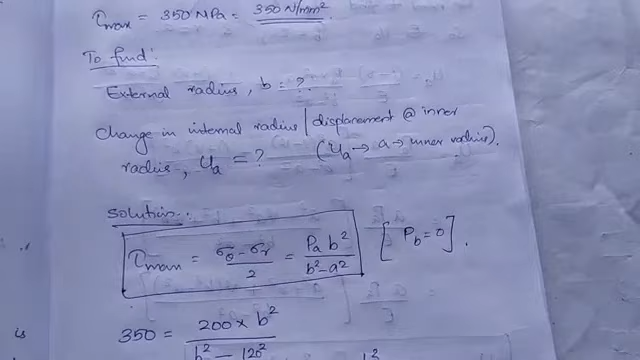 τmax = 350 MPa = 350 N/mm²
To find:
External radius, b = ?
Change in internal radius / displacement @ inner
radius, Ua = ? (Ua → a → inner radius).
Solution:
τmax = (σθ - σr)/2 = Pa b²/(b² - a²) [Pb = 0].
350 = 200 × b²/(b² - 120²)
is